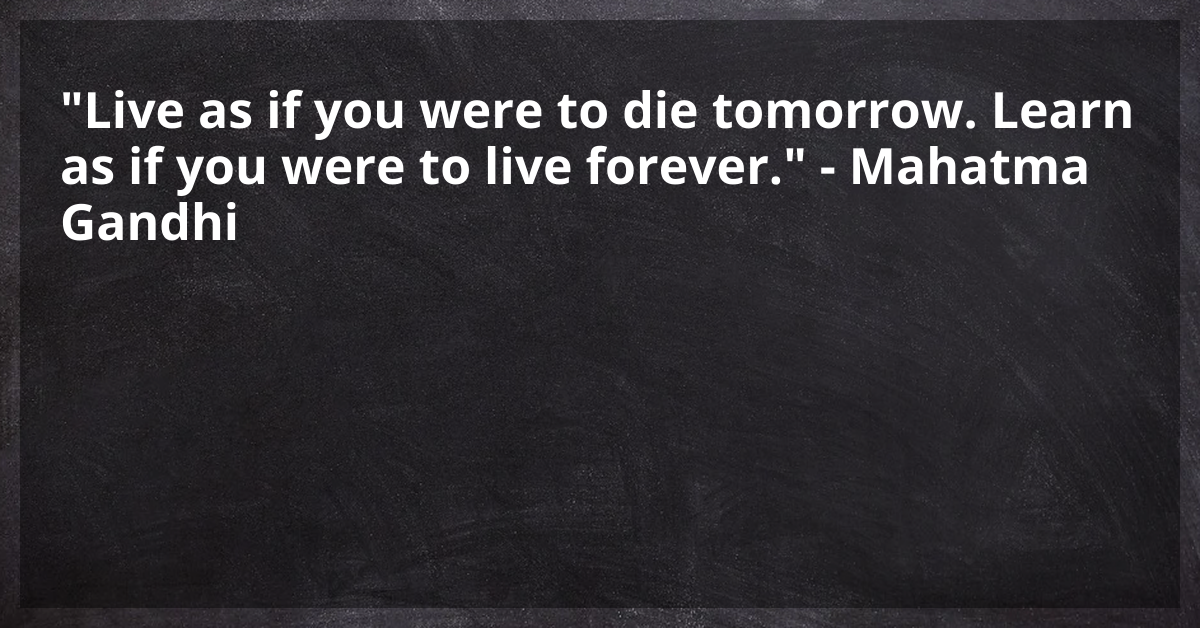 "Live as if you were to die tomorrow. Learn
as if you were to live forever." - Mahatma
Gandhi